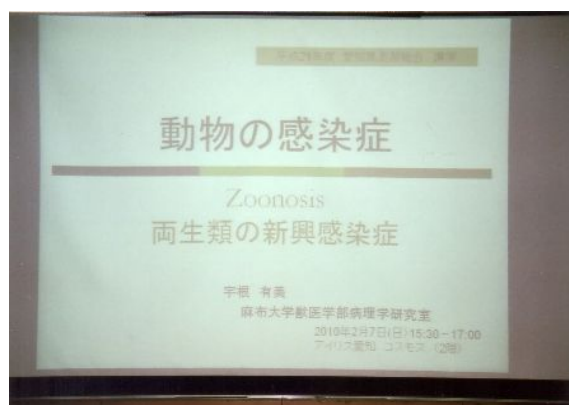 動物の感染症
Zoonosis
両生類の新興感染症
宇根 有美
麻布大学獣医学部病理学研究室
2010年2月7日(日)15:30-17:00
アイリス愛知 コスモス (2階)